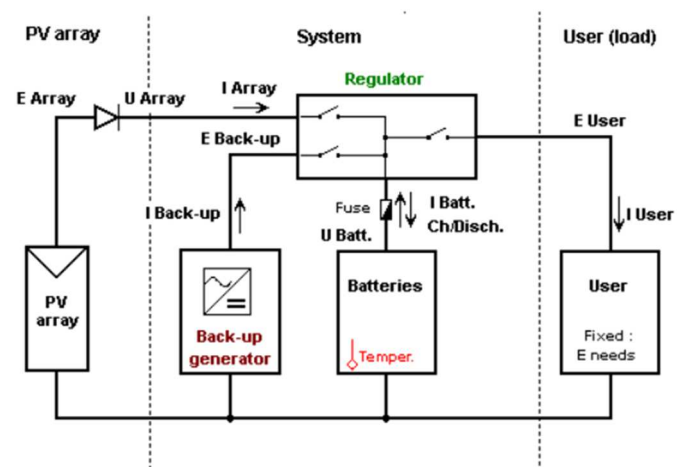 PV array
System
User (load)
Regulator
E Array
U Array
I Array
E Back-up
E User
I Back-up
Fuse
I Batt.
Ch/Disch.
U Batt.
I User
PV
array
Back-up
generator
Batteries
Temper.
User
Fixed :
E needs